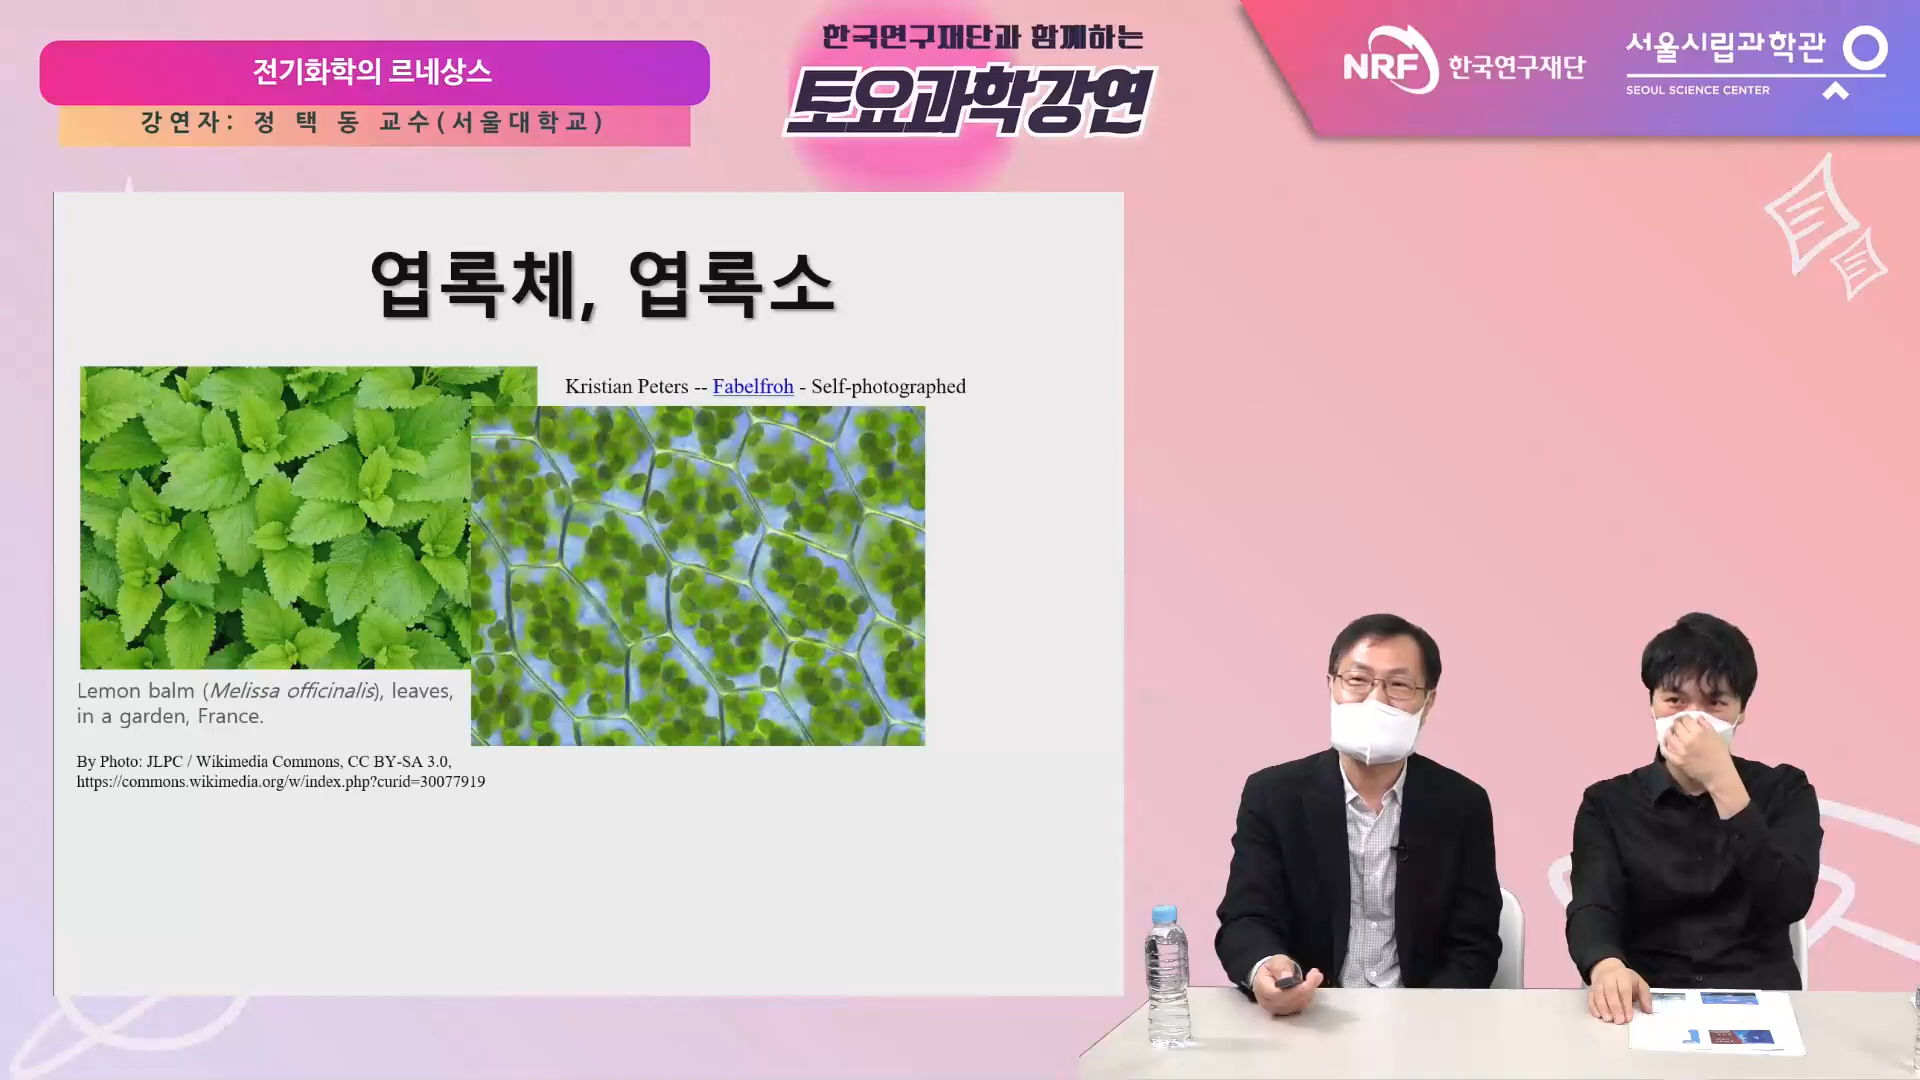 전기화학의 르네상스
강연자: 정 택 동 교수(서울대학교)
한국연구재단과 함께하는
토요과학강연
NRF 한국연구재단
서울시립과학관
SEOUL SCIENCE CENTER
엽록체, 엽록소
Kristian Peters -- Fabelfroh - Self-photographed
Lemon balm (Melissa officinalis), leaves,
in a garden, France.
By Photo: JLPC / Wikimedia Commons, CC BY-SA 3.0,
https://commons.wikimedia.org/w/index.php?curid=30077919